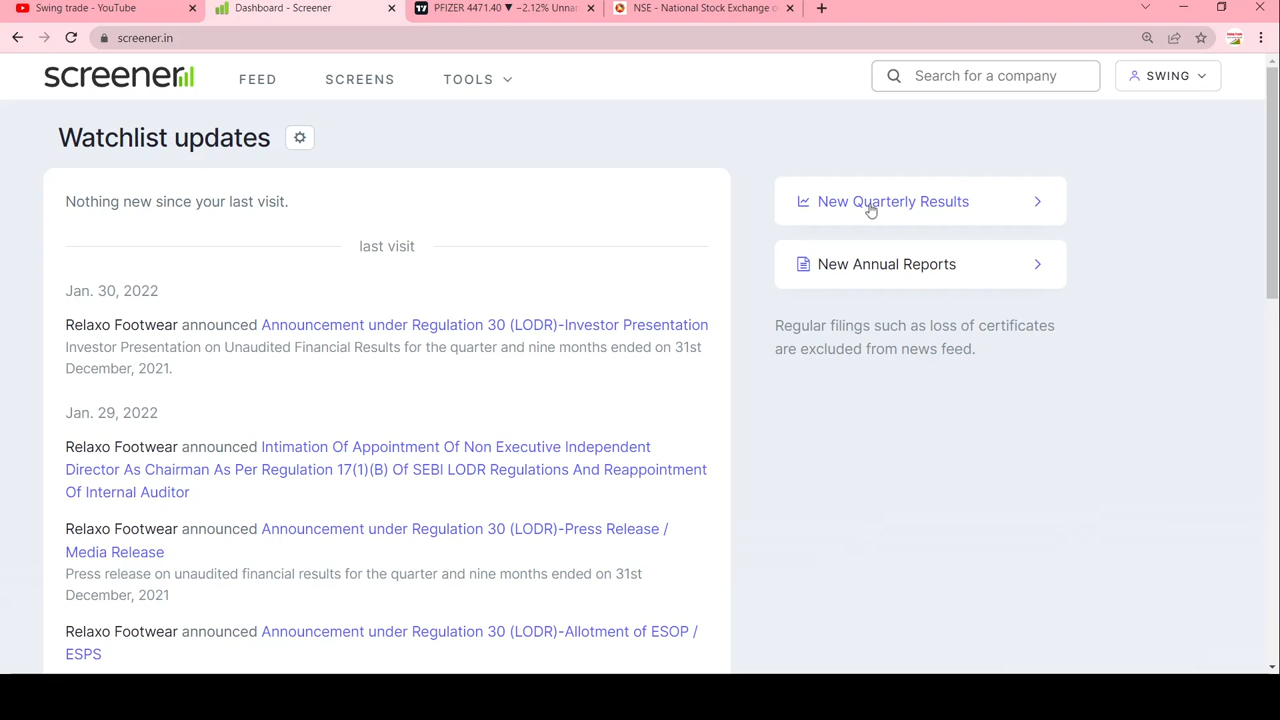 Swing trade - YouTube
Dashboard - Screener
PFIZER 4471.40 ▼ −2.12% Unna
NSE - National Stock Exchange o
screener.in
screener
FEED
SCREENS
TOOLS
Search for a company
SWING
Watchlist updates
Nothing new since your last visit.
last visit
Jan. 30, 2022
Relaxo Footwear announced Announcement under Regulation 30 (LODR)-Investor Presentation
Investor Presentation on Unaudited Financial Results for the quarter and nine months ended on 31st
December, 2021.
Jan. 29, 2022
Relaxo Footwear announced Intimation Of Appointment Of Non Executive Independent
Director As Chairman As Per Regulation 17(1)(B) Of SEBI LODR Regulations And Reappointment
Of Internal Auditor
Relaxo Footwear announced Announcement under Regulation 30 (LODR)-Press Release /
Media Release
Press release on unaudited financial results for the quarter and nine months ended on 31st
December, 2021
Relaxo Footwear announced Announcement under Regulation 30 (LODR)-Allotment of ESOP /
ESPS
New Quarterly Results
New Annual Reports
Regular filings such as loss of certificates
are excluded from news feed.